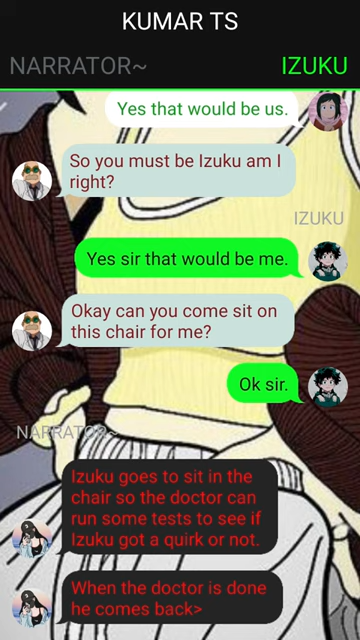 KUMAR TS
NARRATOR~
IZUKU
Yes that would be us.
So you must be Izuku am I
right?
IZUKU
Yes sir that would be me.
Okay can you come sit on
this chair for me?
Ok sir.
NARRATOR~
Izuku goes to sit in the
chair so the doctor can
run some tests to see if
Izuku got a quirk or not.
When the doctor is done
he comes back>